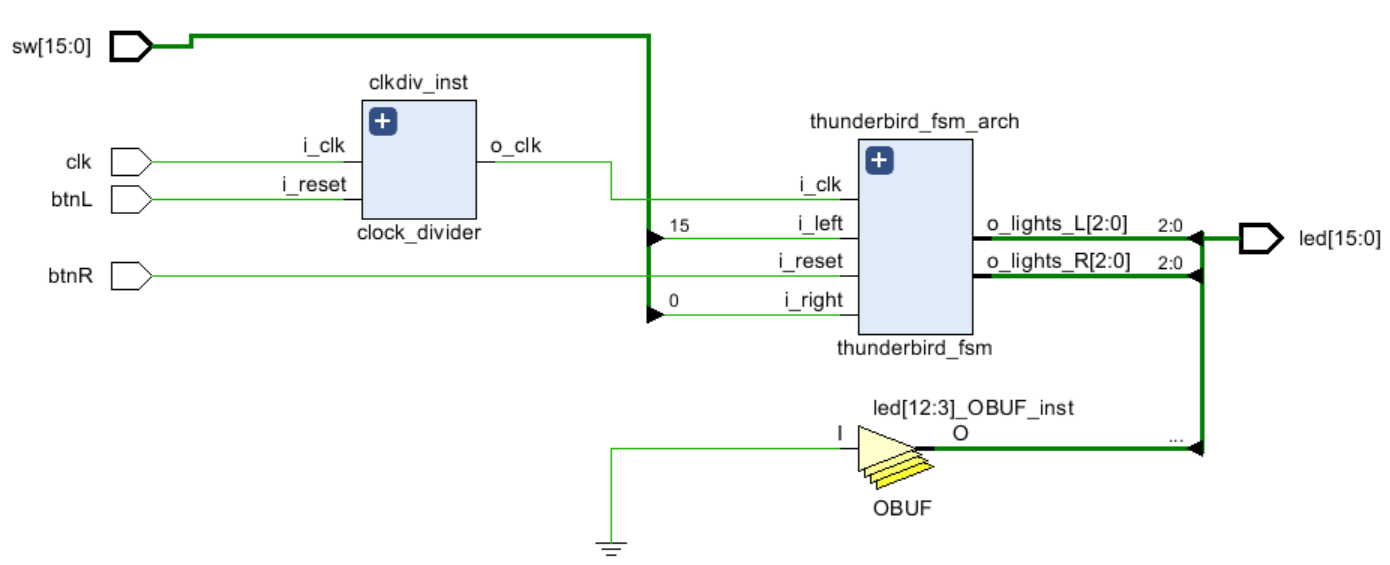 sw[15:0]
clkdiv_inst
clk
i_clk
o_clk
btnL
i_reset
clock_divider
btnR
thunderbird_fsm_arch
i_clk
15
i_left
i_reset
0
i_right
o_lights_L[2:0]
2:0
o_lights_R[2:0]
2:0
led[15:0]
thunderbird_fsm
led[12:3]_OBUF_inst
I
O
...
OBUF